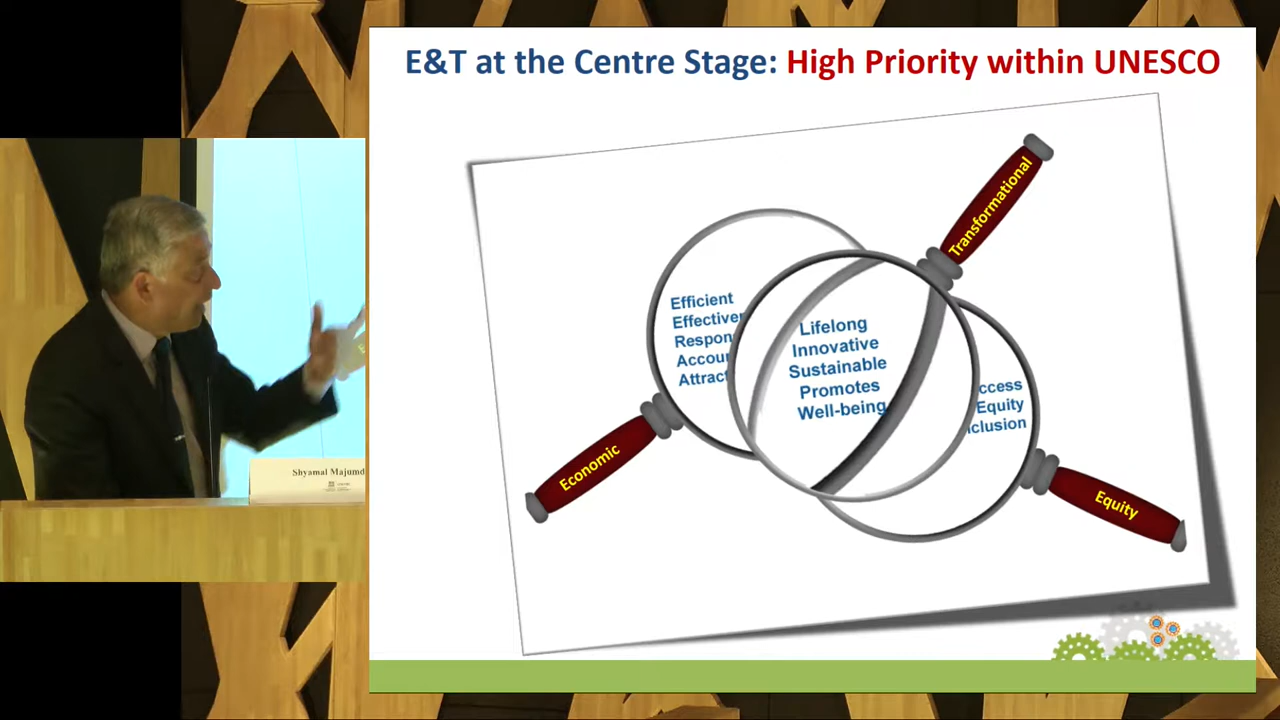 E&T at the Centre Stage: High Priority within UNESCO
Transformational
Efficient
Effective
Respon
Accou
Attract
Lifelong
Innovative
Sustainable
Promotes
Well-being
ccess
Equity
clusion
Economic
Equity
Shyamal Majumd